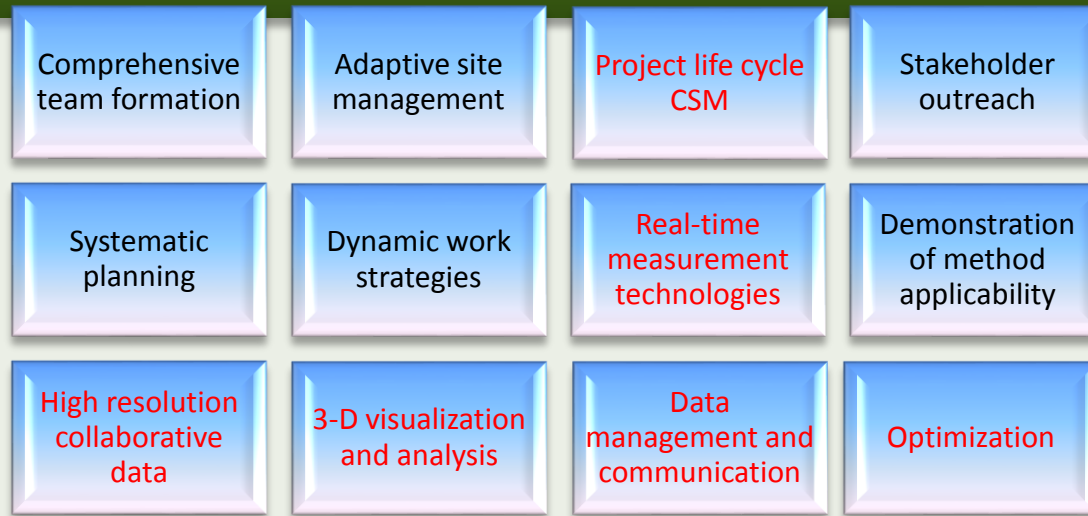 Comprehensive
team formation
Adaptive site
management
Project life cycle
CSM
Stakeholder
outreach
Systematic
planning
Dynamic work
strategies
Real-time
measurement
technologies
Demonstration
of method
applicability
High resolution
collaborative
data
3-D visualization
and analysis
Data
management and
communication
Optimization